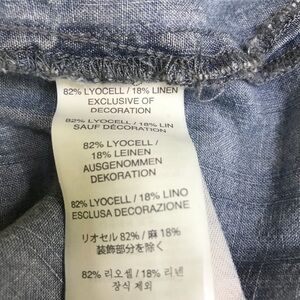 82% LYOCELL / 18% LINEN
EXCLUSIVE OF
DECORATION
82% LYOCELL / 18% LIN
SAUF DÉCORATION
82% LYOCELL /
18% LEINEN
AUSGENOMMEN
DEKORATION
82% LYOCELL / 18% LINO
ESCLUSA DECORAZIONE
リオセル 82% / 麻 18%
装飾部分を除く
82% 리오셀 / 18% 리넨
장식 제외